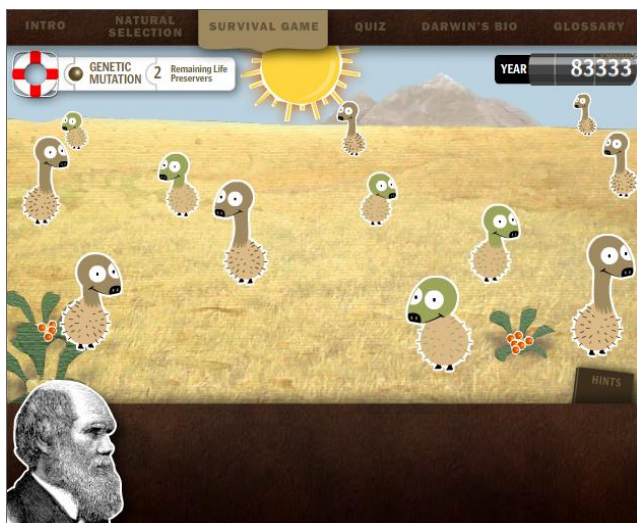 INTRO
NATURAL SELECTION
SURVIVAL GAME
QUIZ
DARWIN'S BIO
GLOSSARY
GENETIC MUTATION
2
Remaining Life Preservers
YEAR
83333
HINTS